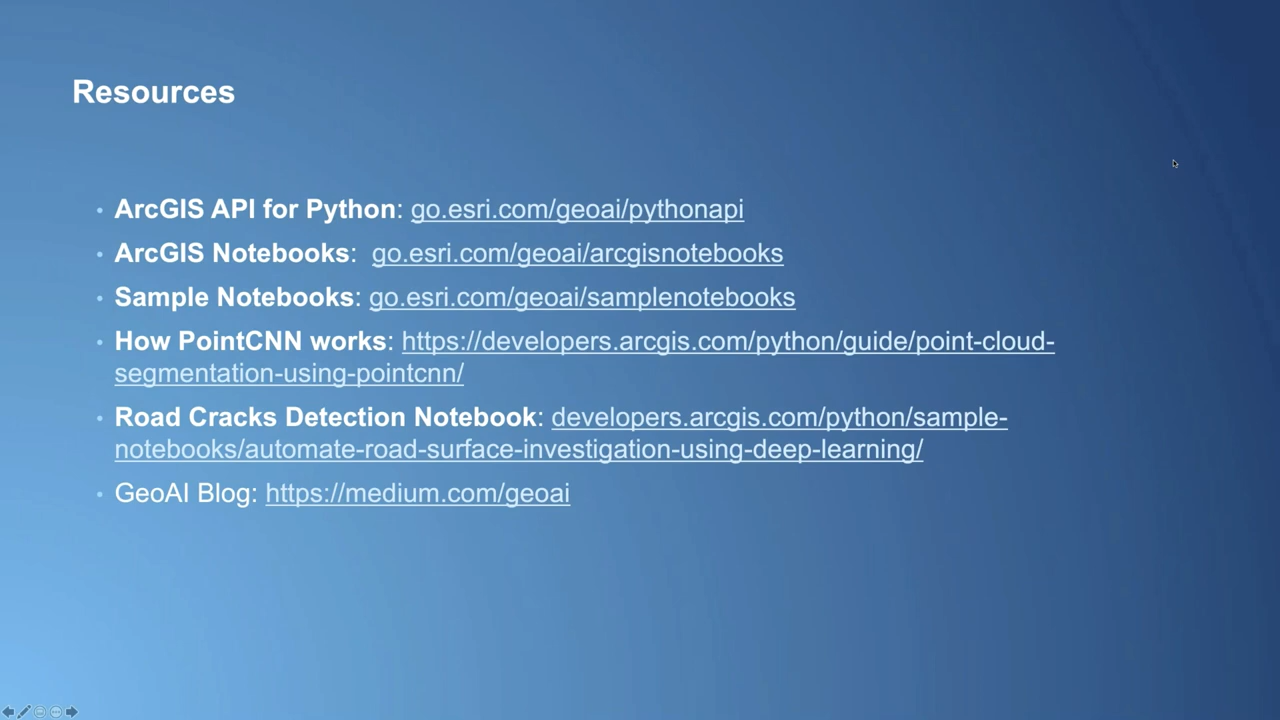 Resources
• ArcGIS API for Python: go.esri.com/geoai/pythonapi
• ArcGIS Notebooks:  go.esri.com/geoai/arcgisnotebooks
• Sample Notebooks: go.esri.com/geoai/samplenotebooks
• How PointCNN works: https://developers.arcgis.com/python/guide/point-cloud-
segmentation-using-pointcnn/
• Road Cracks Detection Notebook: developers.arcgis.com/python/sample-
notebooks/automate-road-surface-investigation-using-deep-learning/
• GeoAI Blog: https://medium.com/geoai